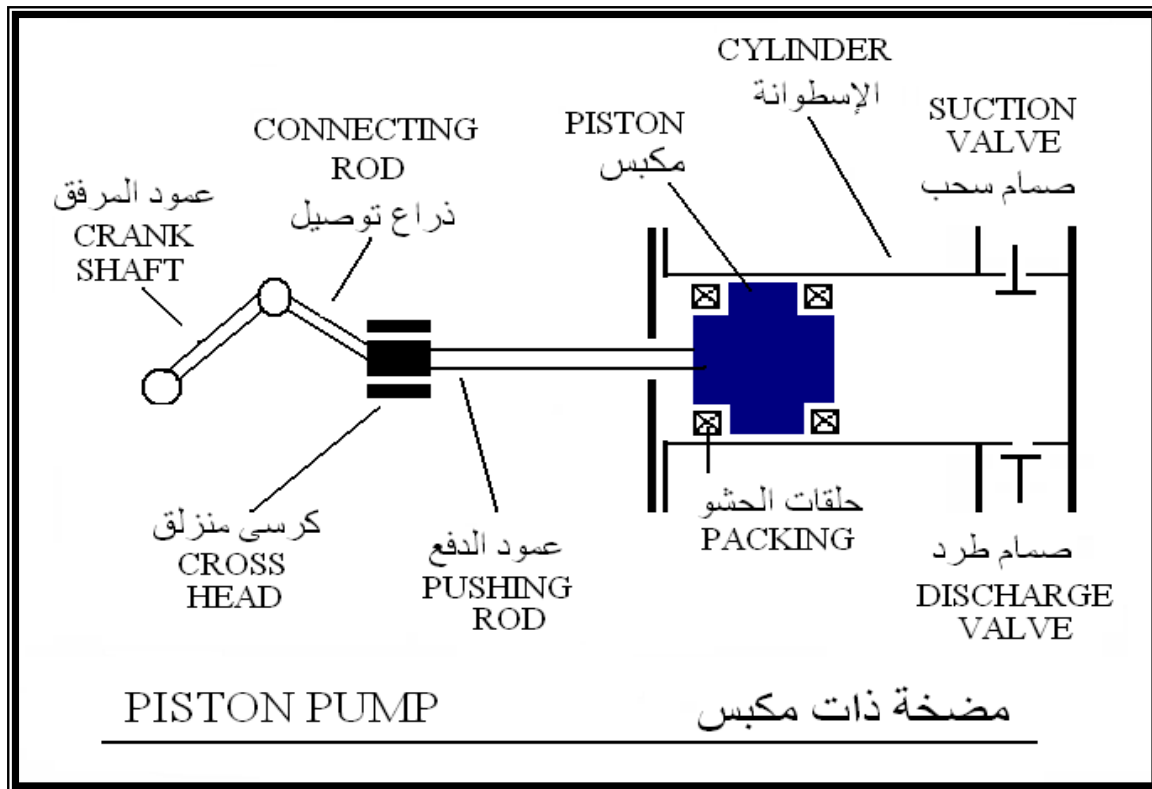 CYLINDER
الإسطوانة
SUCTION
VALVE
صمام سحب
PISTON
مكبس
CONNECTING
ROD
ذراع توصيل
عمود المرفق
CRANK
SHAFT
كرسى منزلق
CROSS
HEAD
عمود الدفع
PUSHING
ROD
حلقات الحشو
PACKING
صمام طرد
DISCHARGE
VALVE
PISTON PUMP
مضخة ذات مكبس